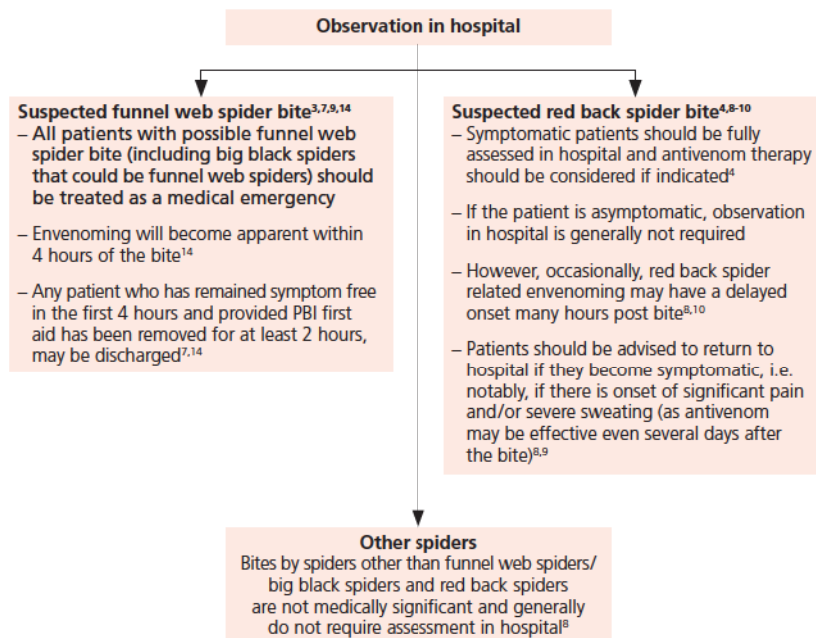 Observation in hospital
Suspected funnel web spider bite3,7,9,14
– All patients with possible funnel web
spider bite (including big black spiders
that could be funnel web spiders) should
be treated as a medical emergency
– Envenoming will become apparent within
4 hours of the bite14
– Any patient who has remained symptom free
in the first 4 hours and provided PBI first
aid has been removed for at least 2 hours,
may be discharged7,14
Suspected red back spider bite4,8-10
– Symptomatic patients should be fully
assessed in hospital and antivenom therapy
should be considered if indicated4
– If the patient is asymptomatic, observation
in hospital is generally not required
– However, occasionally, red back spider
related envenoming may have a delayed
onset many hours post bite8,10
– Patients should be advised to return to
hospital if they become symptomatic, i.e.
notably, if there is onset of significant pain
and/or severe sweating (as antivenom
may be effective even several days after
the bite)8,9
Other spiders
Bites by spiders other than funnel web spiders/
big black spiders and red back spiders
are not medically significant and generally
do not require assessment in hospital8